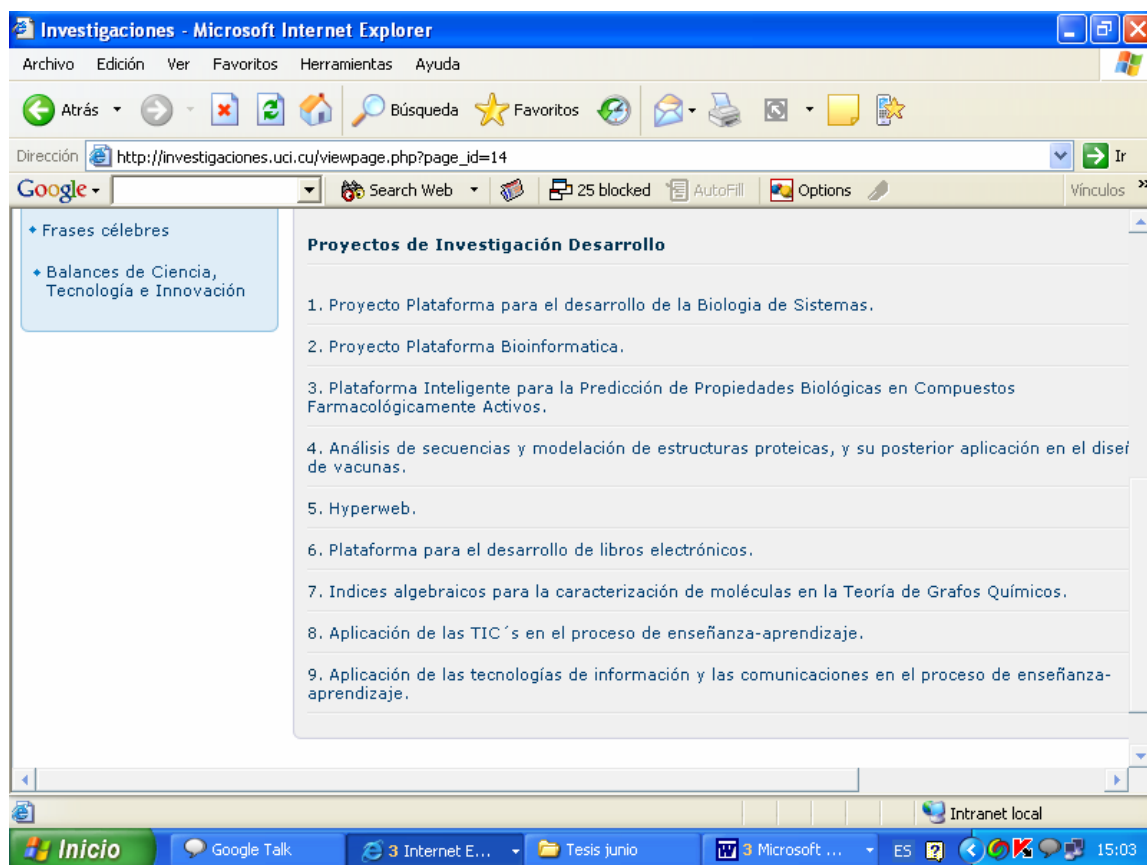 Investigaciones - Microsoft Internet Explorer
Archivo Edición Ver Favoritos Herramientas Ayuda
Atrás Búsqueda Favoritos
Dirección http://investigaciones.uci.cu/viewpage.php?page_id=14 Ir
Google Search Web 25 blocked AutoFill Options Vínculos »
Frases célebres
Balances de Ciencia,
Tecnología e Innovación
Proyectos de Investigación Desarrollo
1. Proyecto Plataforma para el desarrollo de la Biologia de Sistemas.
2. Proyecto Plataforma Bioinformatica.
3. Plataforma Inteligente para la Predicción de Propiedades Biológicas en Compuestos
Farmacológicamente Activos.
4. Análisis de secuencias y modelación de estructuras proteicas, y su posterior aplicación en el diseñ
de vacunas.
5. Hyperweb.
6. Plataforma para el desarrollo de libros electrónicos.
7. Indices algebraicos para la caracterización de moléculas en la Teoría de Grafos Químicos.
8. Aplicación de las TIC´s en el proceso de enseñanza-aprendizaje.
9. Aplicación de las tecnologías de información y las comunicaciones en el proceso de enseñanza-
aprendizaje.
Intranet local
Inicio Google Talk 3 Internet E... Tesis junio 3 Microsoft ... ES 15:03